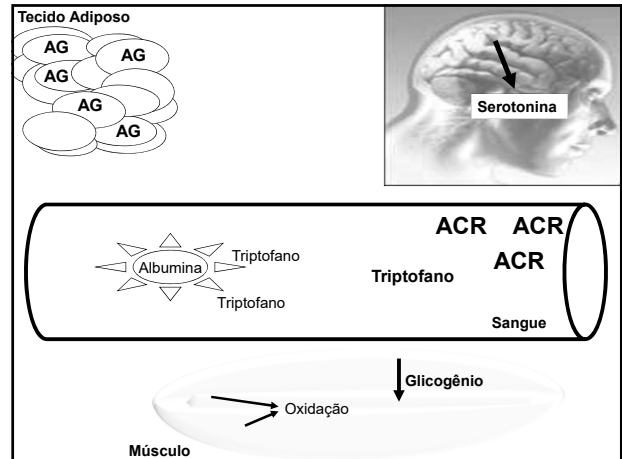 Tecido Adiposo
AG
AG
AG
AG
AG
Serotonina
ACR ACR
ACR
Albumina
Triptofano
Triptofano
Triptofano
Sangue
Glicogênio
Oxidação
Músculo